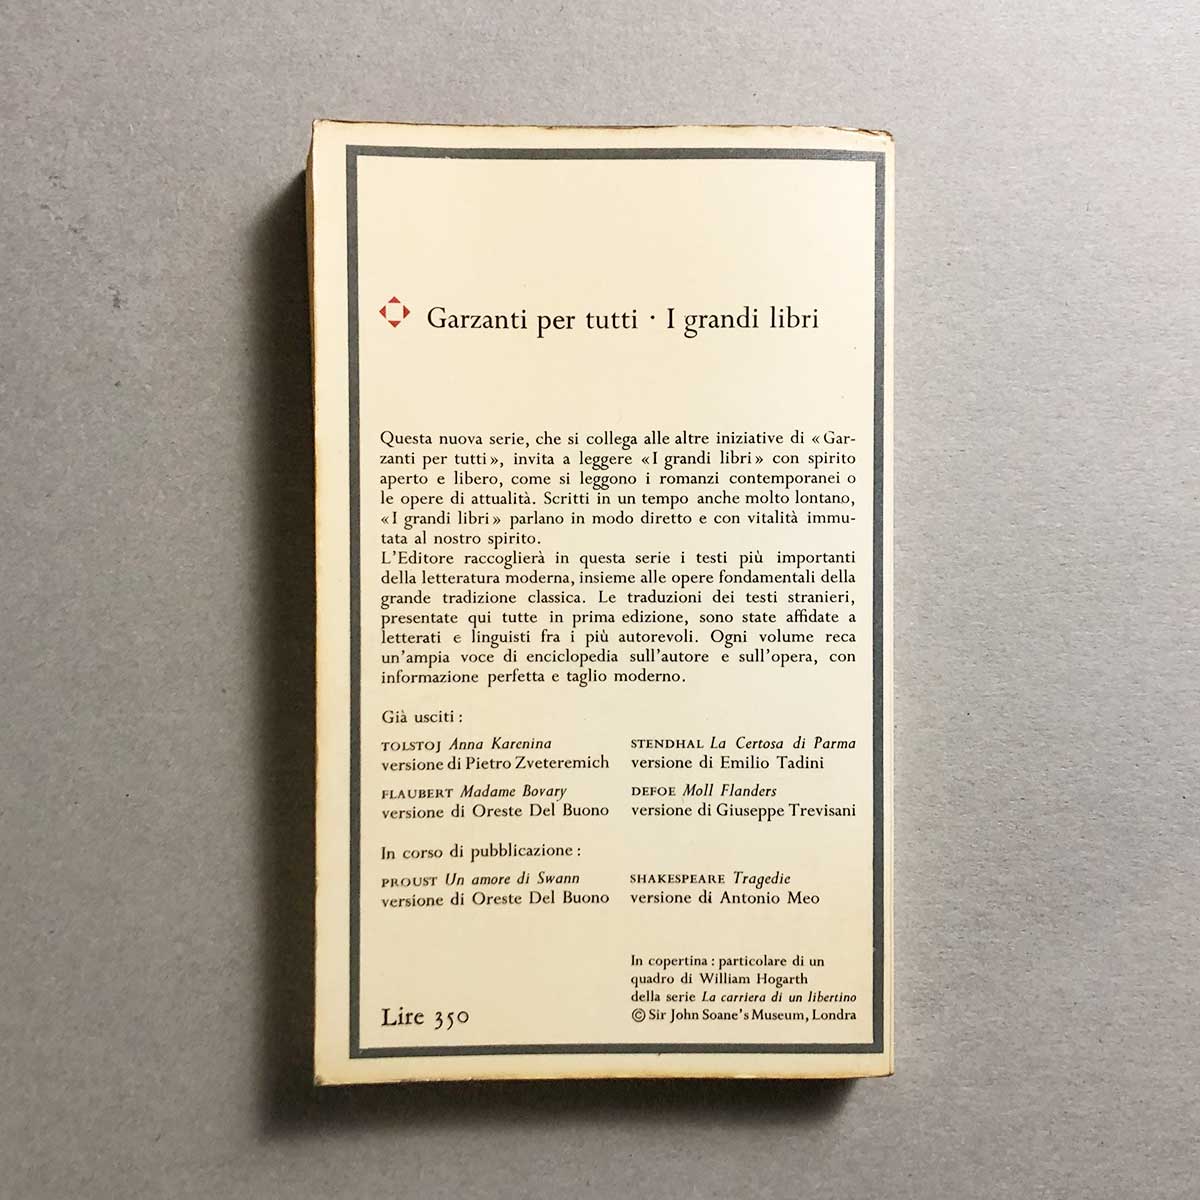 Garzanti per tutti · I grandi libri
Questa nuova serie, che si collega alle altre iniziative di «Gar-
zanti per tutti», invita a leggere «I grandi libri» con spirito
aperto e libero, come si leggono i romanzi contemporanei o
le opere di attualità. Scritti in un tempo anche molto lontano,
«I grandi libri» parlano in modo diretto e con vitalità immu-
tata al nostro spirito.
L'Editore raccoglierà in questa serie i testi più importanti
della letteratura moderna, insieme alle opere fondamentali della
grande tradizione classica. Le traduzioni dei testi stranieri,
presentate qui tutte in prima edizione, sono state affidate a
letterati e linguisti fra i più autorevoli. Ogni volume reca
un'ampia voce di enciclopedia sull'autore e sull'opera, con
informazione perfetta e taglio moderno.
Già usciti:
TOLSTOJ Anna Karenina
versione di Pietro Zveteremich
FLAUBERT Madame Bovary
versione di Oreste Del Buono
STENDHAL La Certosa di Parma
versione di Emilio Tadini
DEFOE Moll Flanders
versione di Giuseppe Trevisani
In corso di pubblicazione:
PROUST Un amore di Swann
versione di Oreste Del Buono
SHAKESPEARE Tragedie
versione di Antonio Meo
In copertina: particolare di un
quadro di William Hogarth
della serie La carriera di un libertino
© Sir John Soane's Museum, Londra
Lire 350